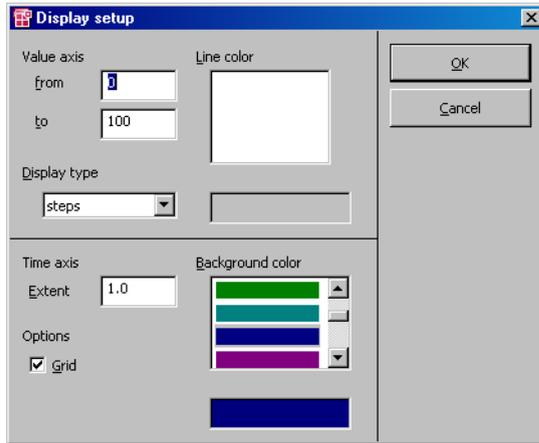 Display setup
Value axis
from
0
to
100
Line color
OK
Cancel
Display type
steps
Time axis
Extent
1.0
Background color
Options
Grid